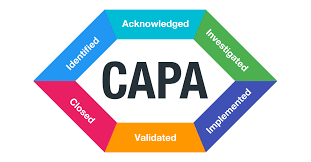 Acknowledged
Identified
Investigated
CAPA
Closed
Implemented
Validated